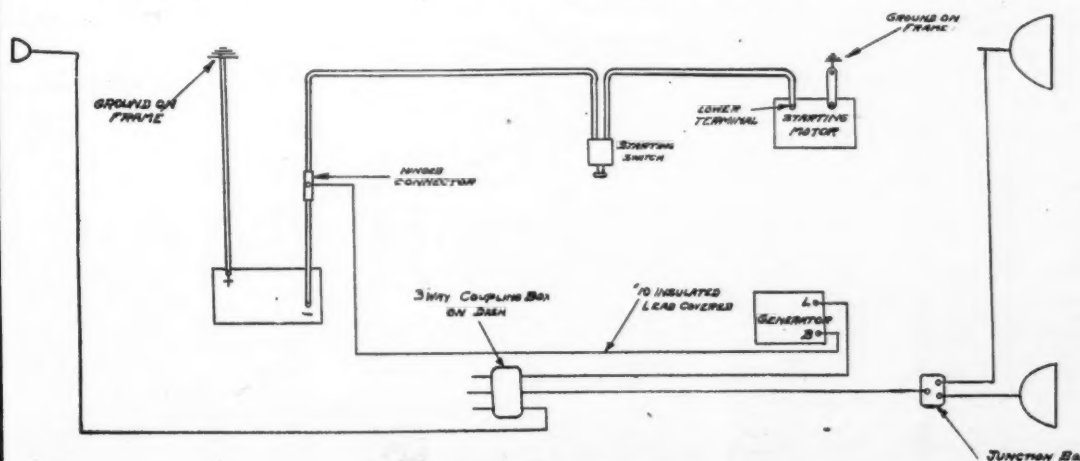 GROUND ON
FRAME
GROUND ON
FRAME
HINGED
CONNECTOR
STARTING
SWITCH
LOWER
TERMINAL
STARTING
MOTOR
+
−
3 WAY COUPLING BOX
ON DASH
#10 INSULATED
LEAD COVERED
L
GENERATOR
B
JUNCTION BO